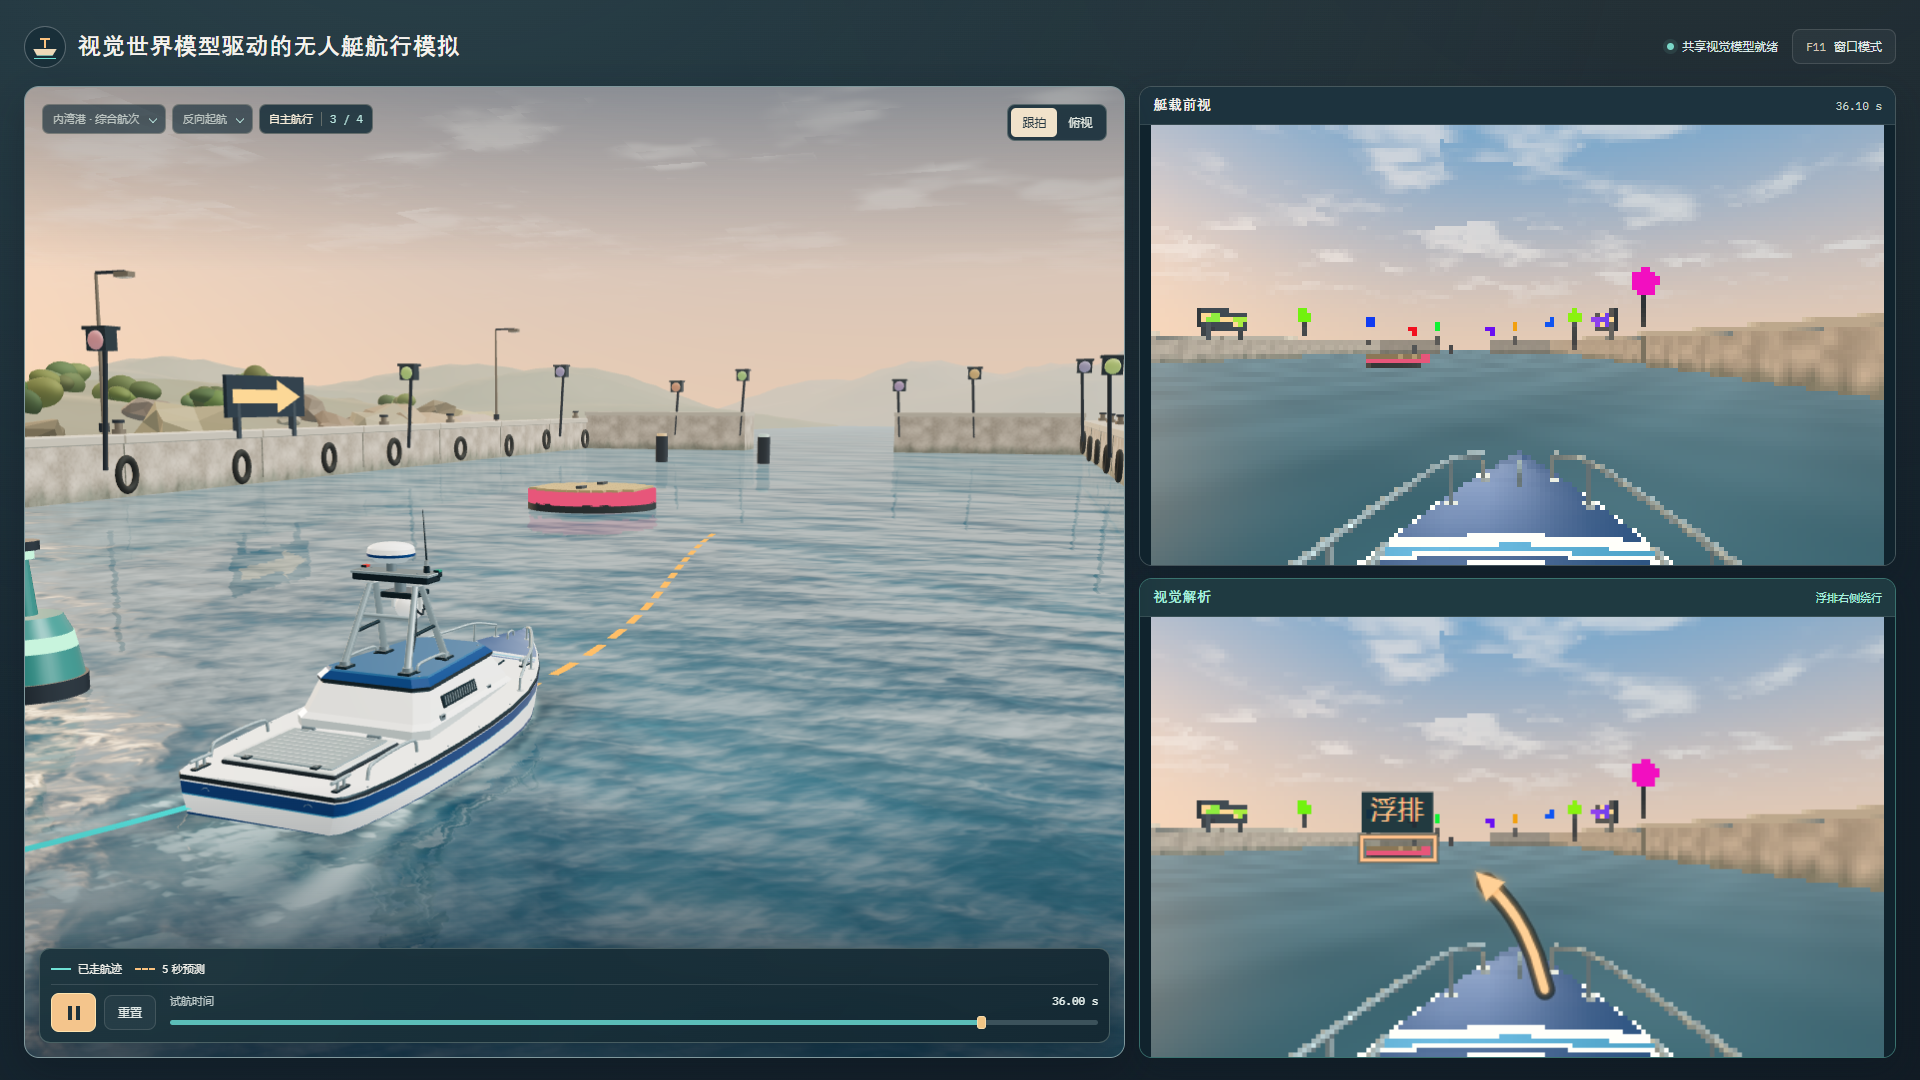 视觉世界模型驱动的无人艇航行模拟
共享视觉模型就绪
F11 窗口模式
内湾港 · 综合航次
反向起航
自主航行 3 / 4
跟拍
俯视
已走航迹
5 秒预测
重置
试航时间
36.00 s
艇载前视
36.10 s
视觉解析
浮排右侧绕行
浮排